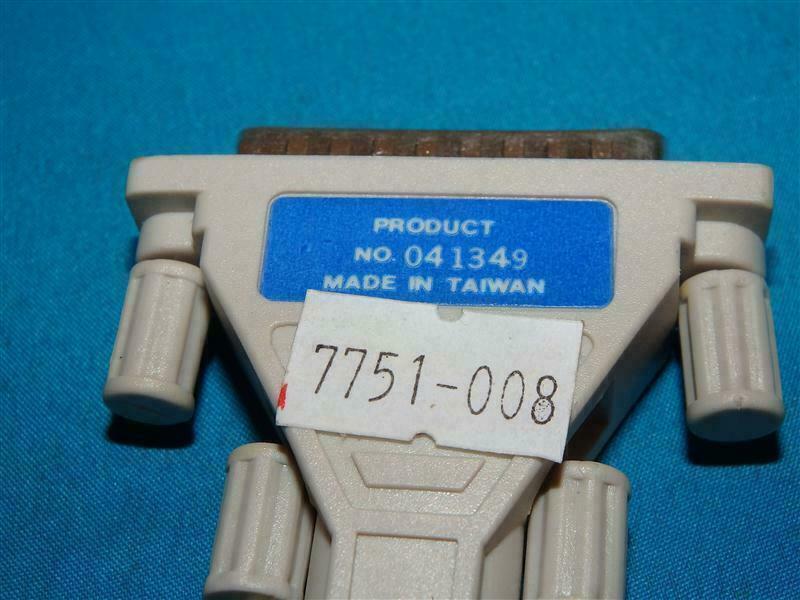 PRODUCT
NO. 041349
MADE IN TAIWAN
7751-008